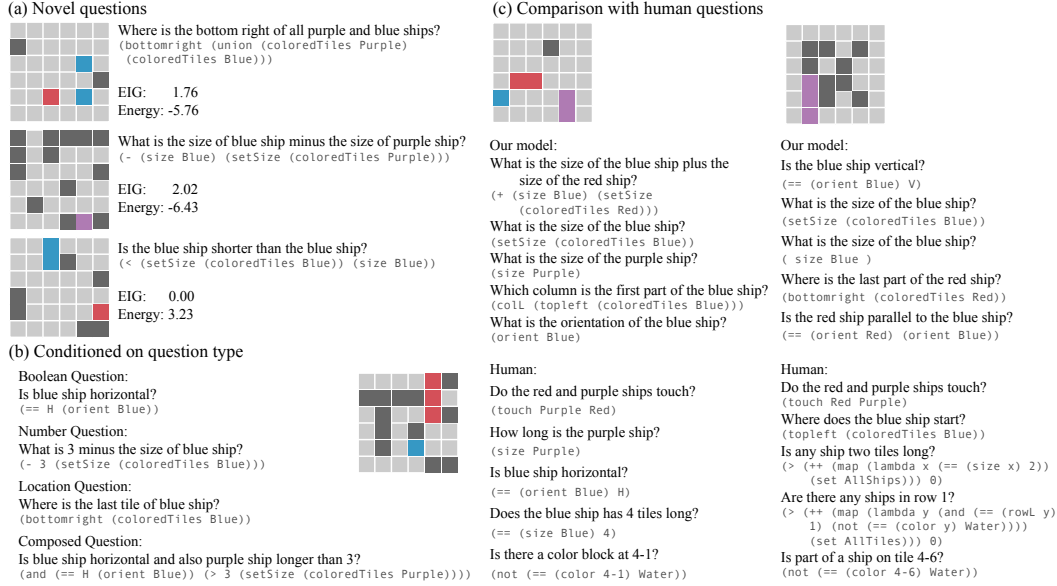 (a) Novel questions
Where is the bottom right of all purple and blue ships?
(bottomright (union (coloredTiles Purple)
(coloredTiles Blue)))
EIG: 1.76
Energy: -5.76
What is the size of blue ship minus the size of purple ship?
(- (size Blue) (setSize (coloredTiles Purple)))
EIG: 2.02
Energy: -6.43
Is the blue ship shorter than the blue ship?
(< (setSize (coloredTiles Blue)) (size Blue))
EIG: 0.00
Energy: 3.23
(b) Conditioned on question type
Boolean Question:
Is blue ship horizontal?
(== H (orient Blue))
Number Question:
What is 3 minus the size of blue ship?
(- 3 (setSize (coloredTiles Blue)))
Location Question:
Where is the last tile of blue ship?
(bottomright (coloredTiles Blue))
Composed Question:
Is blue ship horizontal and also purple ship longer than 3?
(and (== H (orient Blue)) (> 3 (setSize (coloredTiles Purple))))
(c) Comparison with human questions
Our model:
What is the size of the blue ship plus the
size of the red ship?
(+ (size Blue) (setSize
(coloredTiles Red)))
What is the size of the blue ship?
(setSize (coloredTiles Blue))
What is the size of the purple ship?
(size Purple)
Which column is the first part of the blue ship?
(colL (topleft (coloredTiles Blue)))
What is the orientation of the blue ship?
(orient Blue)
Human:
Do the red and purple ships touch?
(touch Purple Red)
How long is the purple ship?
(size Purple)
Is blue ship horizontal?
(== (orient Blue) H)
Does the blue ship has 4 tiles long?
(== (size Blue) 4)
Is there a color block at 4-1?
(not (== (color 4-1) Water))
Our model:
Is the blue ship vertical?
(== (orient Blue) V)
What is the size of the blue ship?
(setSize (coloredTiles Blue))
What is the size of the blue ship?
( size Blue )
Where is the last part of the red ship?
(bottomright (coloredTiles Red))
Is the red ship parallel to the blue ship?
(== (orient Red) (orient Blue))
Human:
Do the red and purple ships touch?
(touch Red Purple)
Where does the blue ship start?
(topleft (coloredTiles Blue))
Is any ship two tiles long?
(> (++ (map (lambda x (== (size x) 2))
(set AllShips))) 0)
Are there any ships in row 1?
(> (++ (map (lambda y (and (== (rowL y)
1) (not (== (color y) Water))))
(set AllTiles))) 0)
Is part of a ship on tile 4-6?
(not (== (color 4-6) Water))